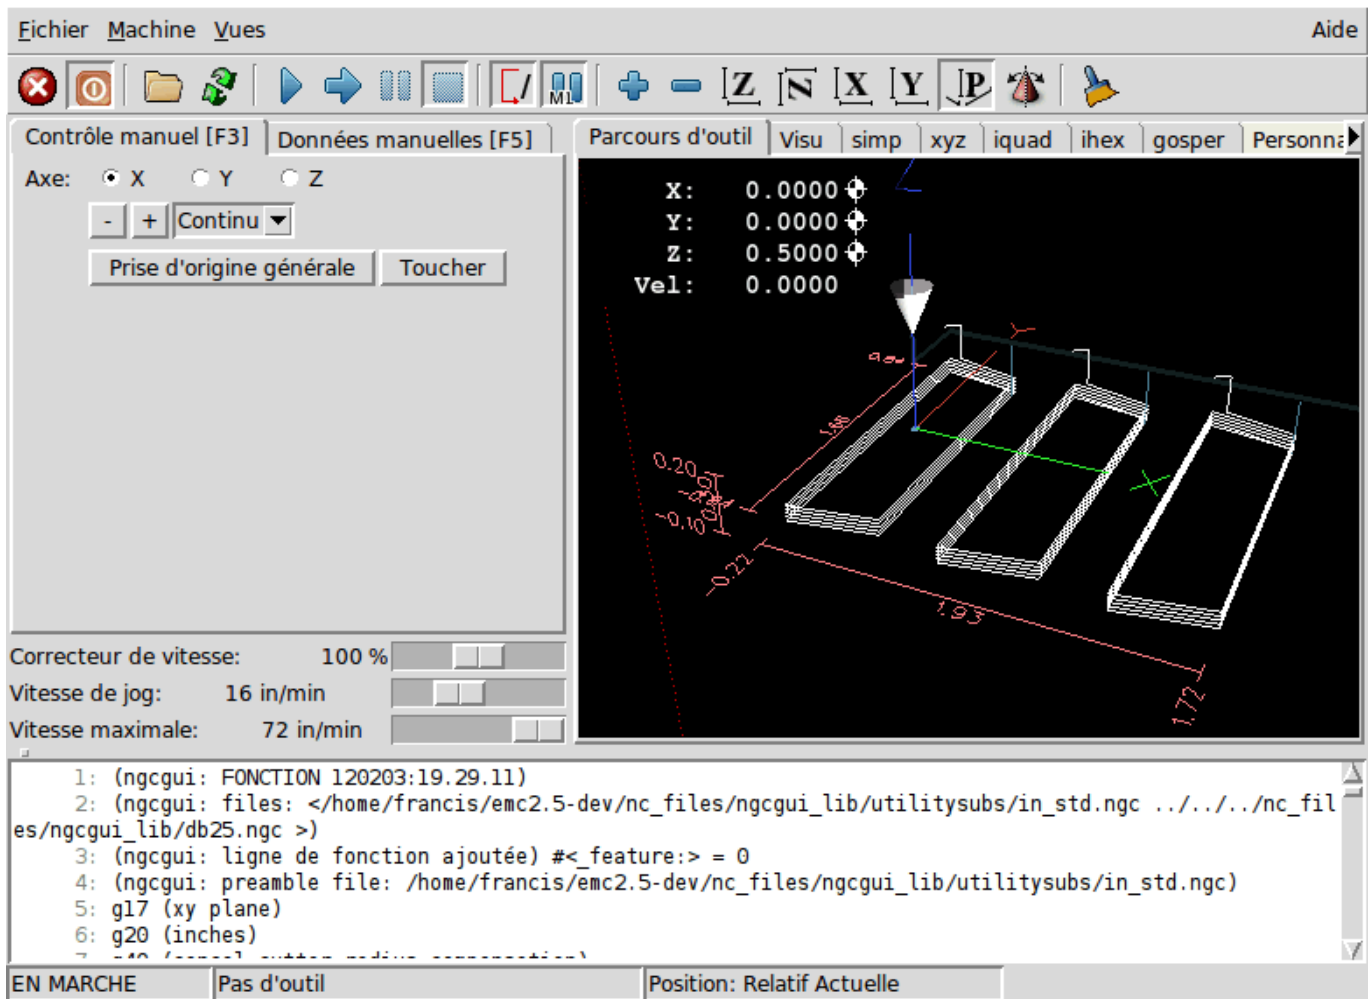 Fichier Machine Vues Aide
M1 Z N X Y P
Contrôle manuel [F3] Données manuelles [F5]
Parcours d'outil Visu simp xyz iquad ihex gosper Personna
Axe: X Y Z
- + Continu
Prise d'origine générale Toucher
X: 0.0000
Y: 0.0000
Z: 0.5000
Vel: 0.0000
Y
X
0.20
-0.10
-0.22
1.93
1.72
Correcteur de vitesse: 100 %
Vitesse de jog: 16 in/min
Vitesse maximale: 72 in/min
1: (ngcgui: FONCTION 120203:19.29.11)
2: (ngcgui: files: </home/francis/emc2.5-dev/nc_files/ngcgui_lib/utilitysubs/in_std.ngc ../../../nc_fil
es/ngcgui_lib/db25.ngc >)
3: (ngcgui: ligne de fonction ajoutée) #<_feature:> = 0
4: (ngcgui: preamble file: /home/francis/emc2.5-dev/nc_files/ngcgui_lib/utilitysubs/in_std.ngc)
5: g17 (xy plane)
6: g20 (inches)
EN MARCHE Pas d'outil Position: Relatif Actuelle